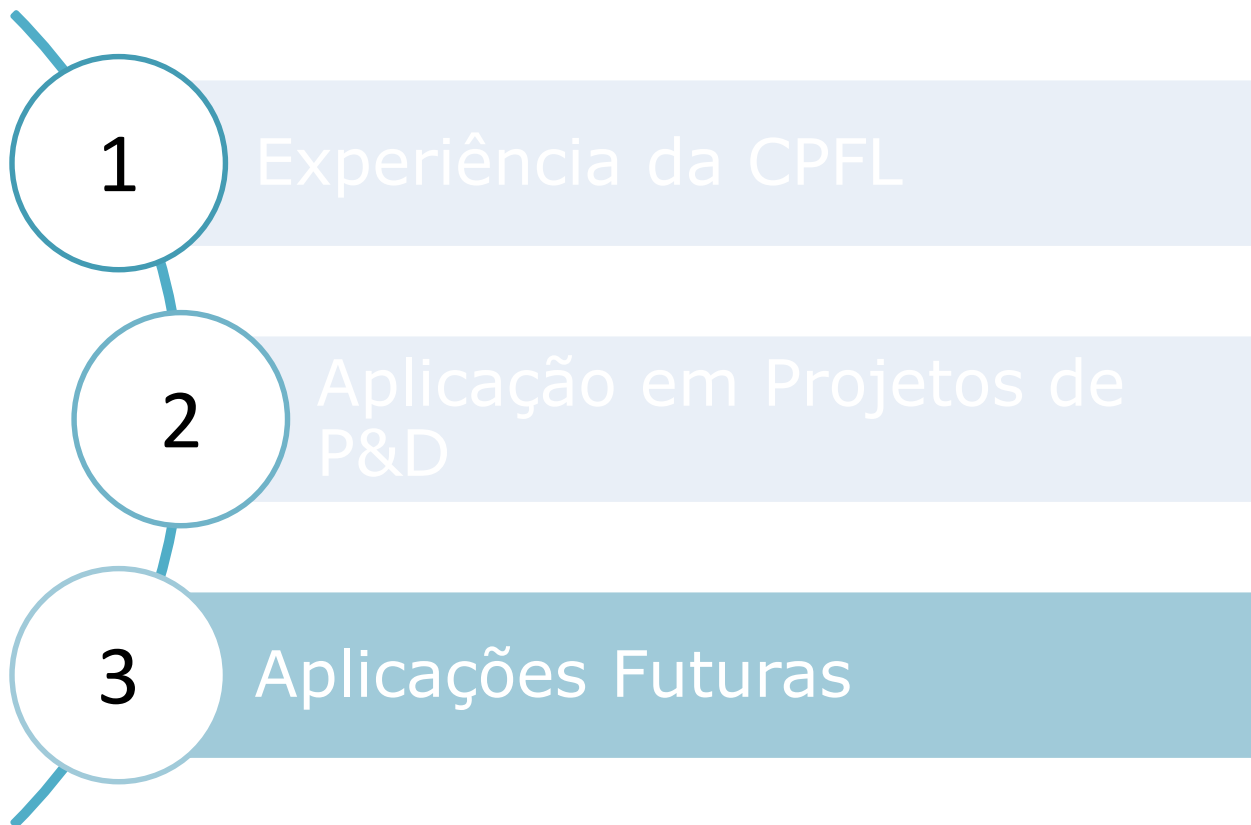 1
Experiência da CPFL
2
Aplicação em Projetos de
P&D
3
Aplicações Futuras